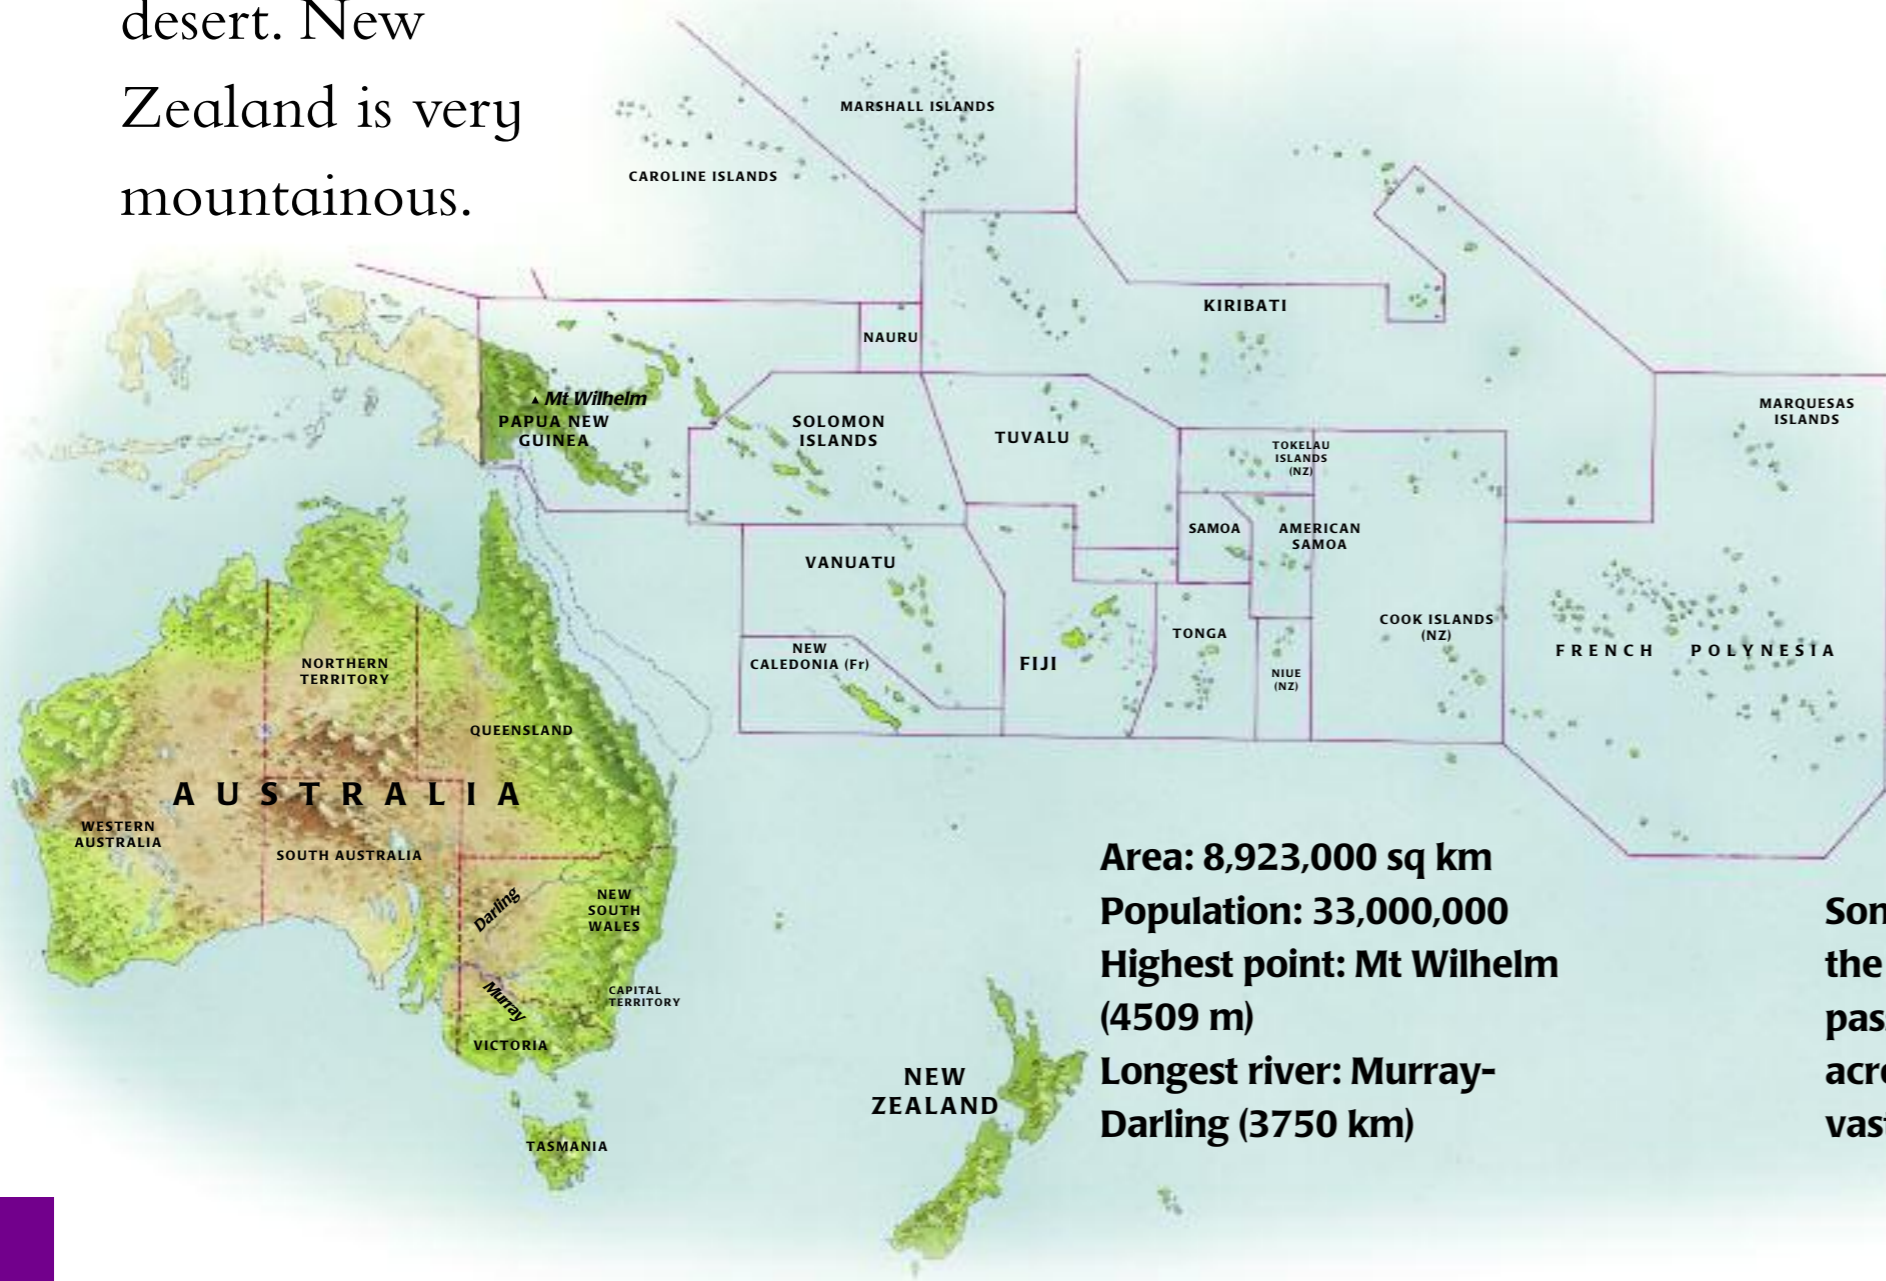 desert. New
Zealand is very
mountainous.
MARSHALL ISLANDS
CAROLINE ISLANDS
KIRIBATI
NAURU
Mt Wilhelm
PAPUA NEW
GUINEA
SOLOMON
ISLANDS
TUVALU
MARQUESAS
ISLANDS
TOKELAU
ISLANDS
(NZ)
SAMOA
AMERICAN
SAMOA
VANUATU
COOK ISLANDS
(NZ)
FRENCH POLYNESIA
TONGA
NEW
CALEDONIA (Fr)
FIJI
NIUE
(NZ)
NORTHERN
TERRITORY
QUEENSLAND
AUSTRALIA
WESTERN
AUSTRALIA
SOUTH AUSTRALIA
Darling
NEW
SOUTH
WALES
Murray
CAPITAL
TERRITORY
VICTORIA
TASMANIA
NEW
ZEALAND
Area: 8,923,000 sq km
Population: 33,000,000
Highest point: Mt Wilhelm
(4509 m)
Longest river: Murray-
Darling (3750 km)
the